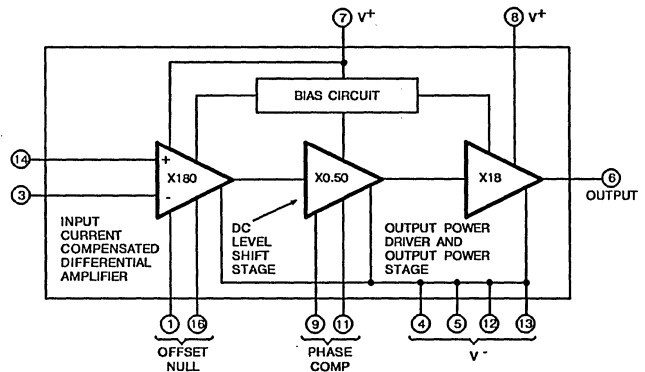 7 V+
8 V+
BIAS CIRCUIT
14
+
X180
X0.50
X18
6
OUTPUT
3
-
INPUT
CURRENT
COMPENSATED
DIFFERENTIAL
AMPLIFIER
DC
LEVEL
SHIFT
STAGE
OUTPUT POWER
DRIVER AND
OUTPUT POWER
STAGE
1 16
9 11
4 5 12 13
OFFSET
NULL
PHASE
COMP
V-